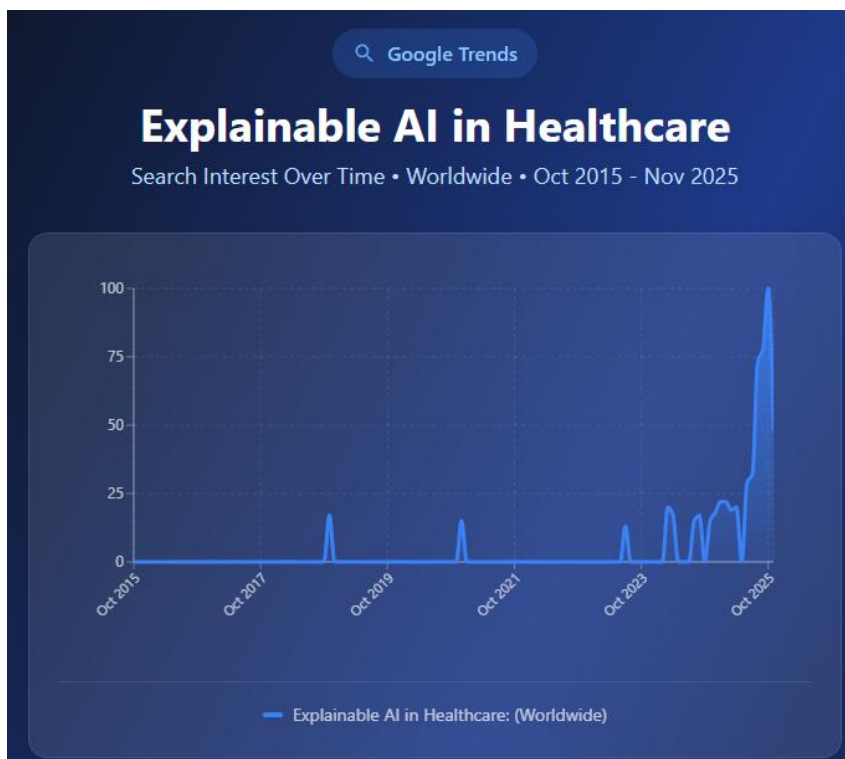 Google Trends
Explainable AI in Healthcare
Search Interest Over Time • Worldwide • Oct 2015 - Nov 2025
100
75
50
25
0
Oct 2015
Oct 2017
Oct 2019
Oct 2021
Oct 2023
Oct 2025
Explainable AI in Healthcare: (Worldwide)